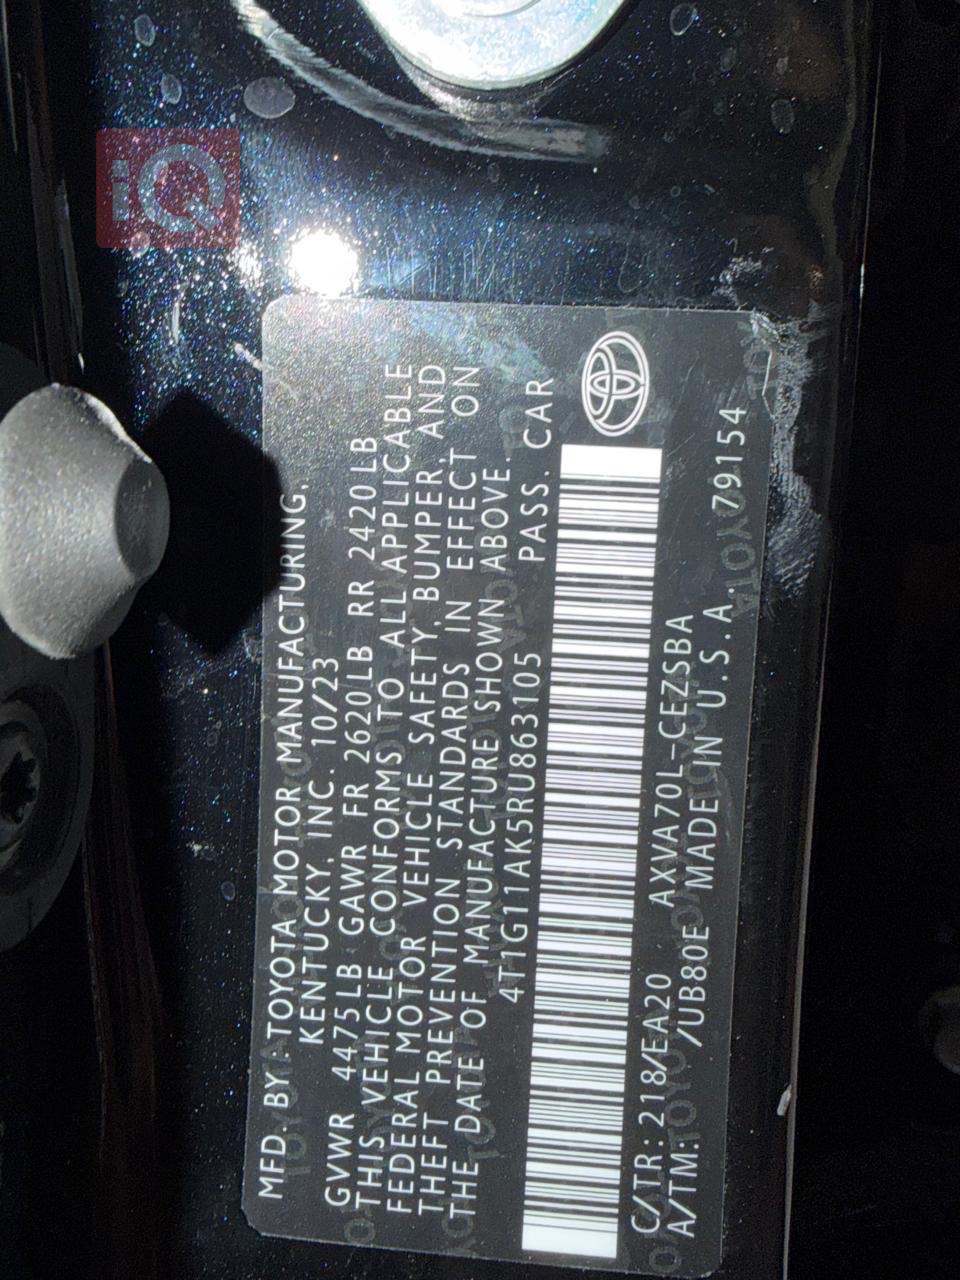 iQ
MFD. BY:TOYOTA MOTOR MANUFACTURING.
KENTUCKY, INC. 10/23
GVWR 4475LB GAWR FR 2620LB RR 2420LB
THIS VEHICLE CONFORMS TO ALL APPLICABLE
FEDERAL MOTOR VEHICLE SAFETY, BUMPER, AND
THEFT PREVENTION STANDARDS IN EFFECT ON
THE DATE OF MANUFACTURE SHOWN ABOVE.
4T1G11AK5RU863105 PASS. CAR
C/TR:218/EA20 AXVA70L-CEZSBA
A/TM: /UB80E MADE IN U.S.A. 79154